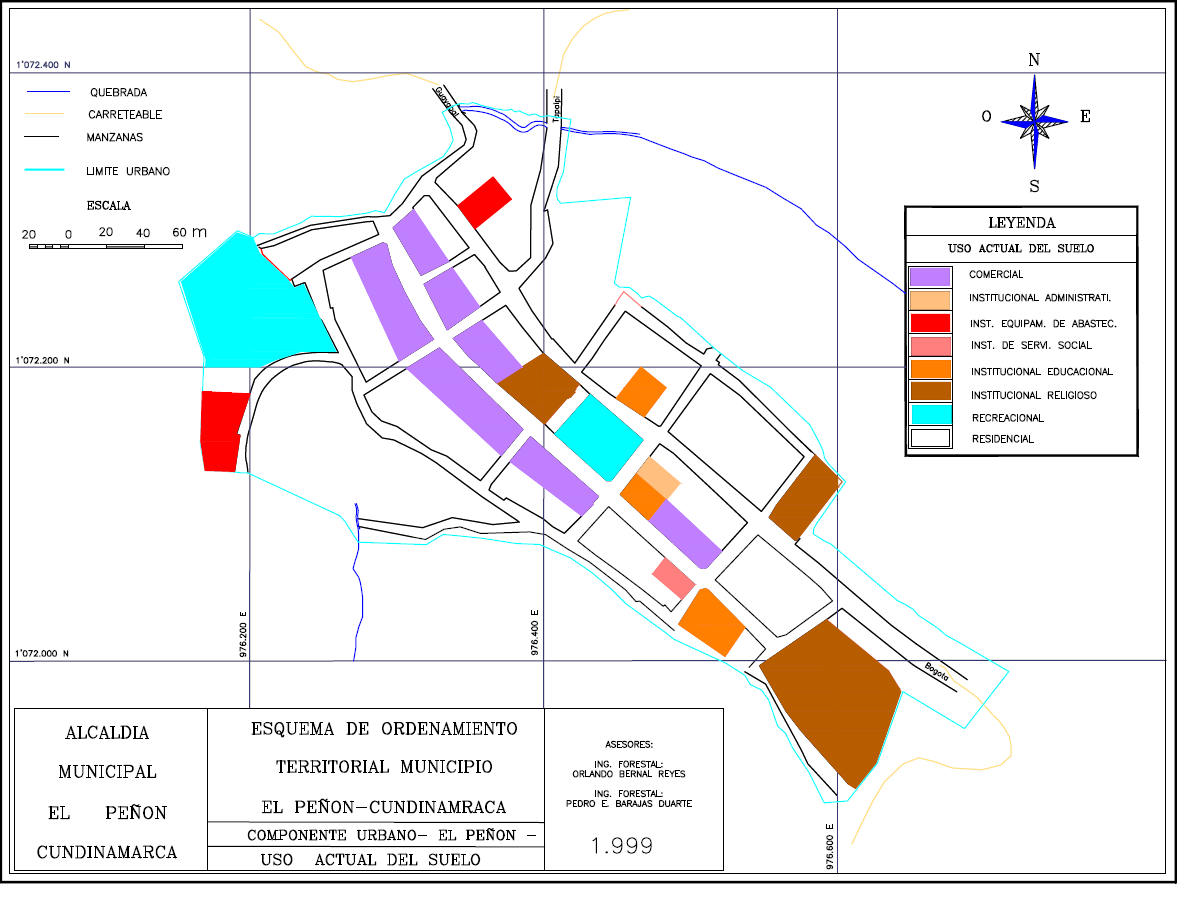 1'072.400 N
QUEBRADA
CARRETEABLE
MANZANAS
LIMITE URBANO
ESCALA
20 0 20 40 60 m
Guayabal
Topaipi
N
O E
S
LEYENDA
USO ACTUAL DEL SUELO
COMERCIAL
INSTITUCIONAL ADMINISTRATI.
INST. EQUIPAM. DE ABASTEC.
INST. DE SERVI. SOCIAL
INSTITUCIONAL EDUCACIONAL
INSTITUCIONAL RELIGIOSO
RECREACIONAL
RESIDENCIAL
1'072.200 N
976.200 E
976.400 E
1'072.000 N
Bogota
976.600 E
ALCALDIA
MUNICIPAL
EL PEÑON
CUNDINAMARCA
ESQUEMA DE ORDENAMIENTO
TERRITORIAL MUNICIPIO
EL PEÑON-CUNDINAMRACA
COMPONENTE URBANO- EL PEÑON -
USO ACTUAL DEL SUELO
ASESORES:
ING. FORESTAL:
ORLANDO BERNAL REYES
ING. FORESTAL:
PEDRO E. BARAJAS DUARTE
1.999